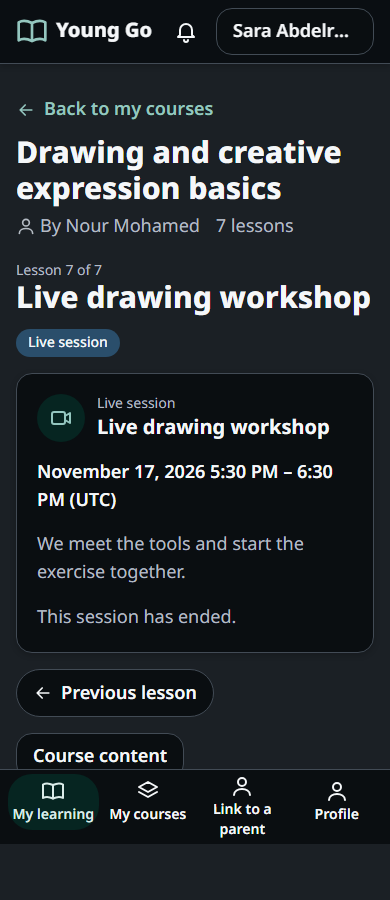 Young Go
Sara Abdelr...
Back to my courses
Drawing and creative
expression basics
By Nour Mohamed 7 lessons
Lesson 7 of 7
Live drawing workshop
Live session
Live session
Live drawing workshop
November 17, 2026 5:30 PM – 6:30
PM (UTC)
We meet the tools and start the
exercise together.
This session has ended.
Previous lesson
Course content
My learning
My courses
Link to a
parent
Profile